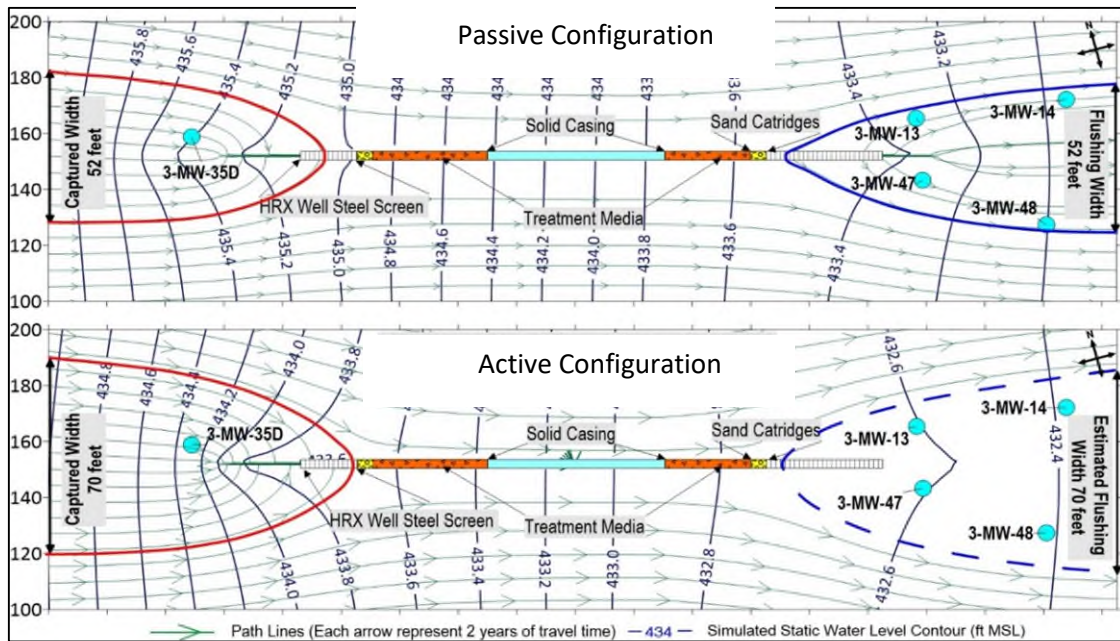 200
180
160
140
120
100
Passive Configuration
435.8
435.6
435.4
435.2
435.0
434
434
434
434
433.8
433.6
433.4
433.2
N
Captured Width
52 feet
3-MW-35D
HRX Well Steel Screen
Solid Casing
Treatment Media
Sand Catridges
3-MW-13
3-MW-14
3-MW-47
3-MW-48
Flushing Width
52 feet
435.4
435.2
435.0
434.8
434.6
434.4
434.2
434.0
433.8
433.6
433.4
200
180
160
140
120
100
Active Configuration
434.8
434.6
434.4
434.2
434.0
433.8
Captured Width
70 feet
3-MW-35D
HRX Well Steel Screen
Solid Casing
Treatment Media
Sand Catridges
432.6
3-MW-13
3-MW-14
3-MW-47
3-MW-48
432.4
Estimated Flushing
Width 70 feet
434.0
433.8
433.6
433.4
433.2
433.0
432.8
432.6
Path Lines (Each arrow represent 2 years of travel time)
434
Simulated Static Water Level Contour (ft MSL)